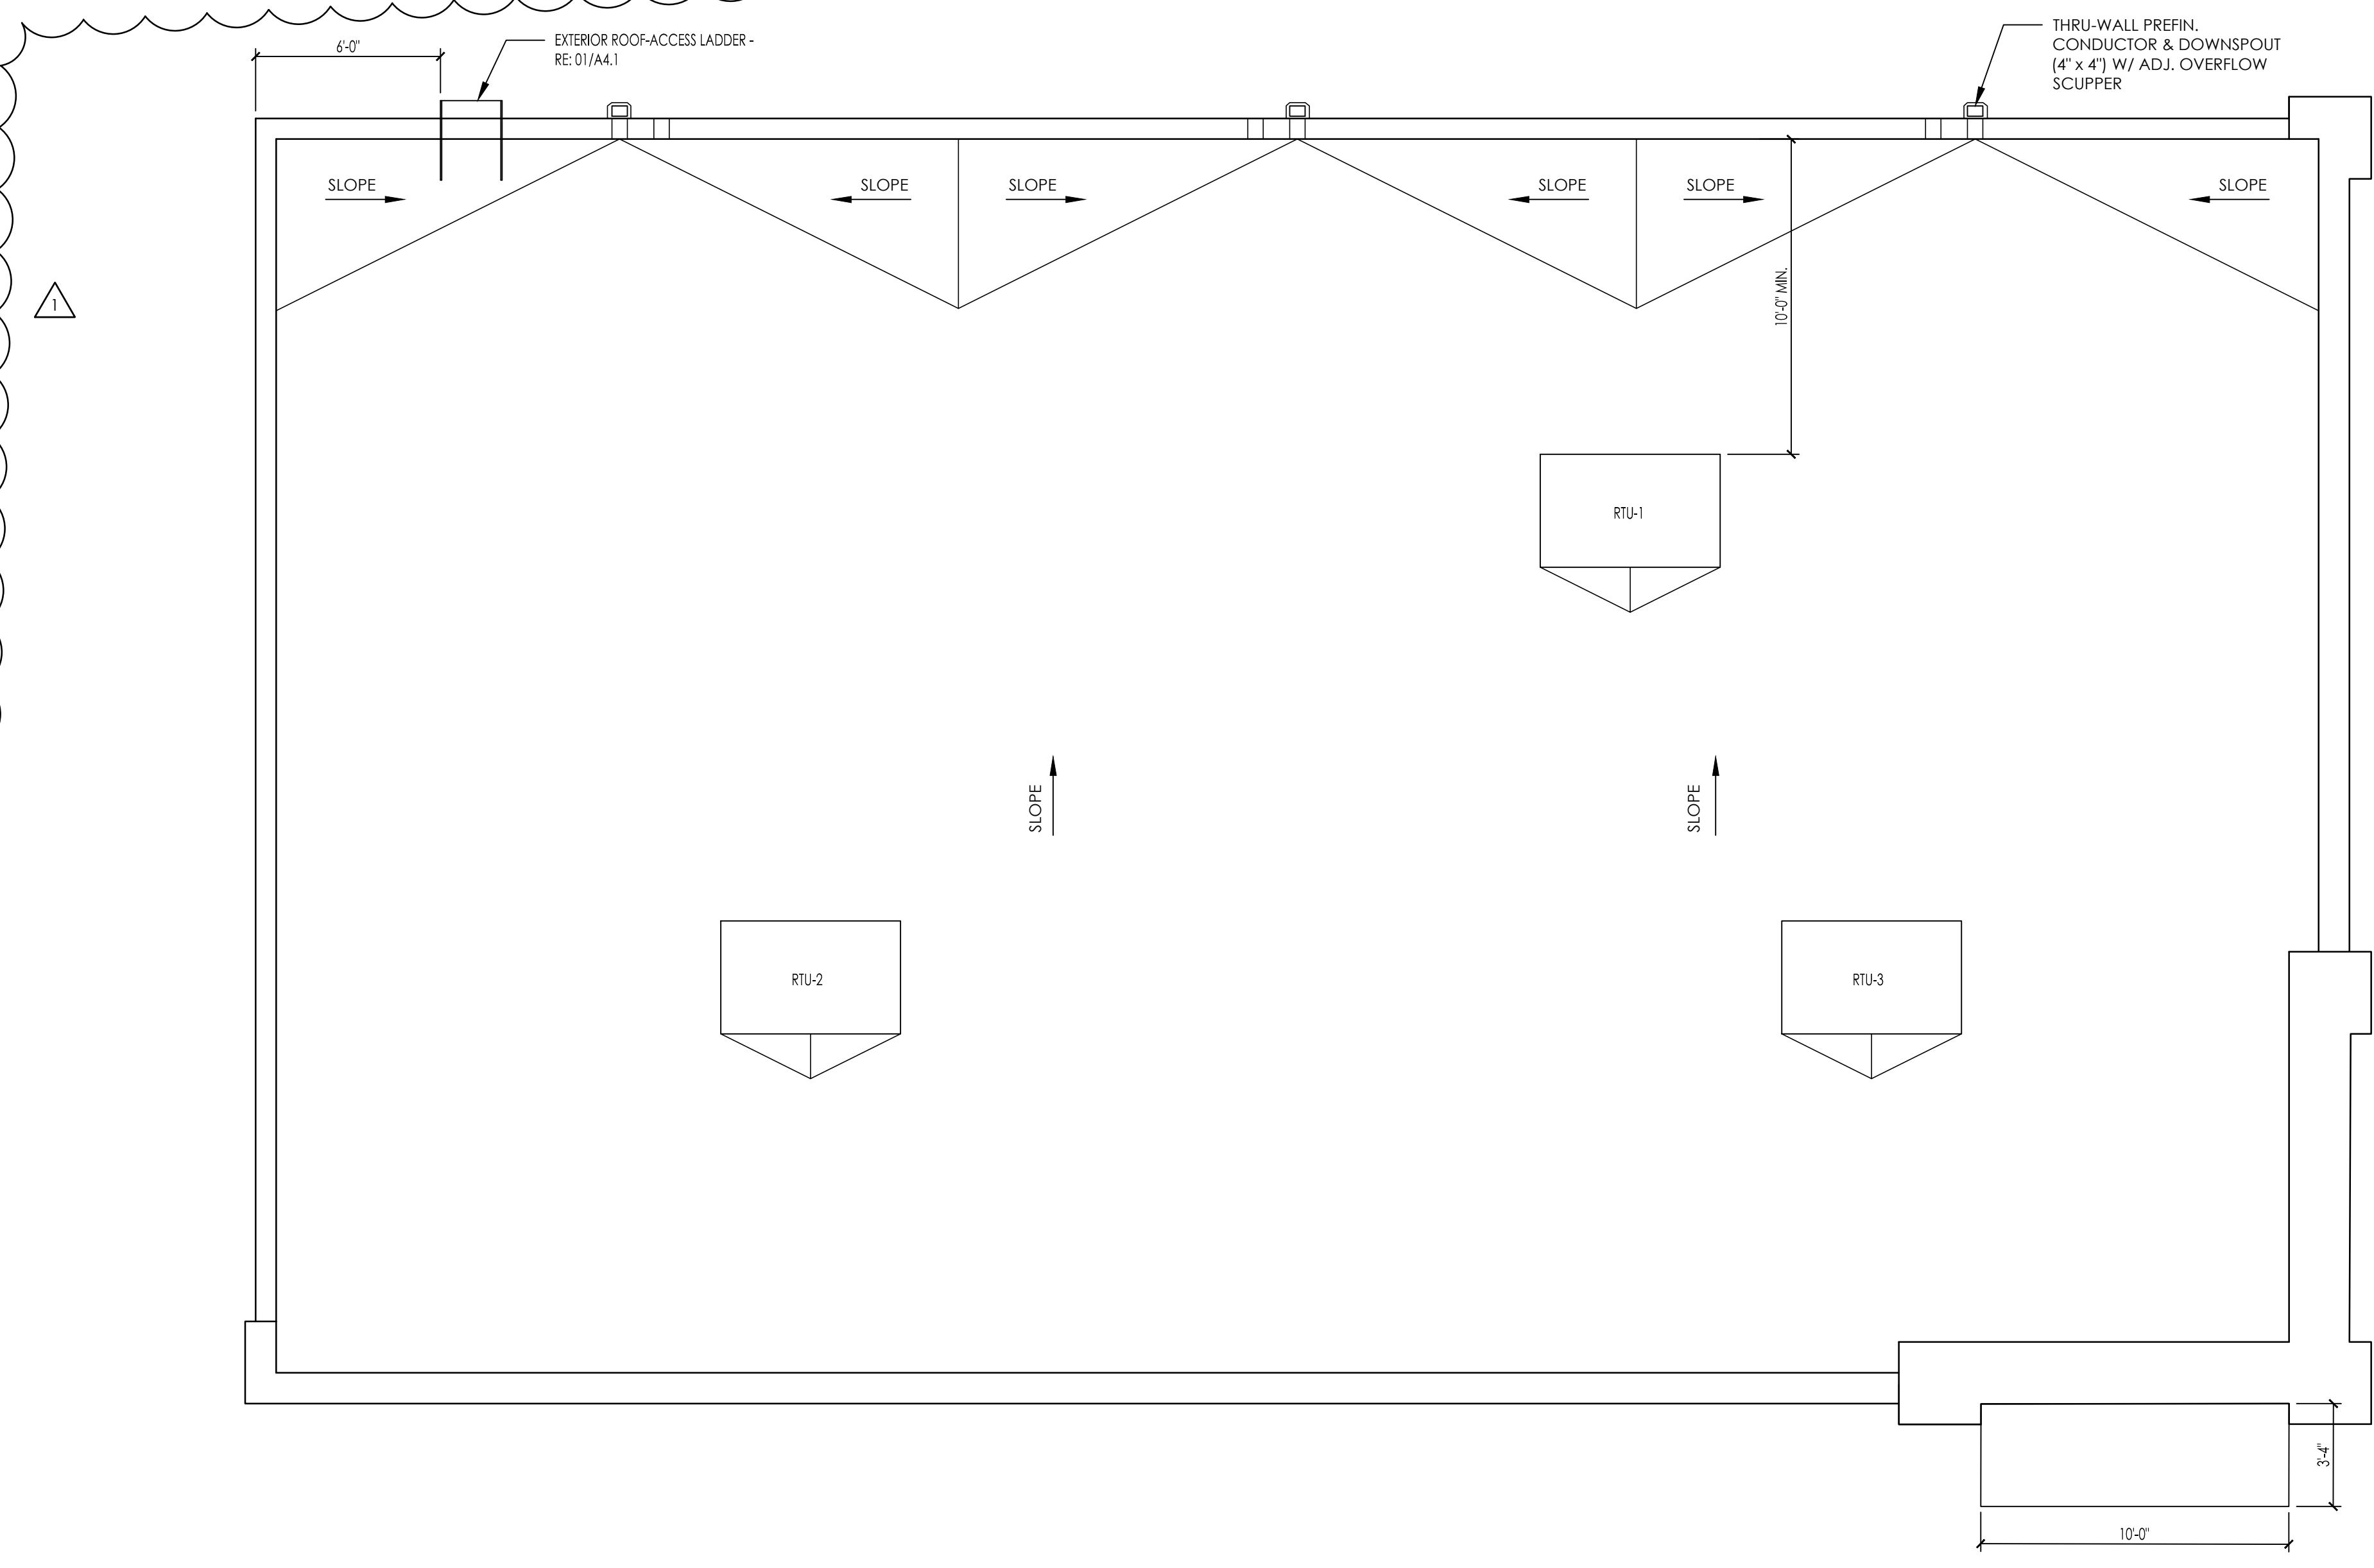 6'-0"
EXTERIOR ROOF-ACCESS LADDER -
RE: 01/A4.1
THRU-WALL PREFIN.
CONDUCTOR & DOWNSPOUT
(4" x 4") W/ ADJ. OVERFLOW
SCUPPER
SLOPE
SLOPE
SLOPE
SLOPE
SLOPE
SLOPE
1
10'-0" MIN.
RTU-1
SLOPE
SLOPE
RTU-2
RTU-3
3'-4"
10'-0"